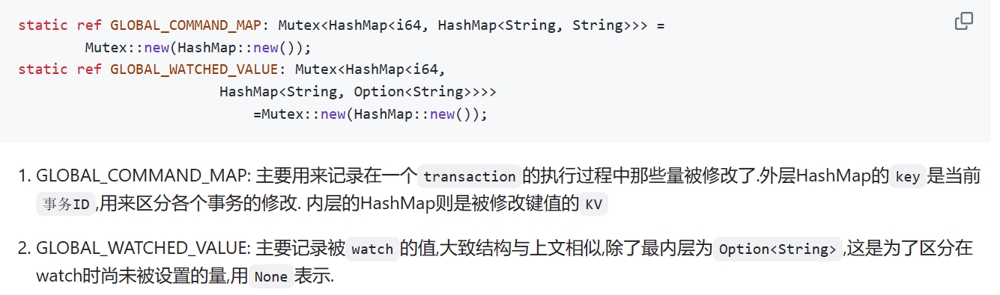 static ref GLOBAL_COMMAND_MAP: Mutex<HashMap<i64, HashMap<String, String>>> =
Mutex::new(HashMap::new());
static ref GLOBAL_WATCHED_VALUE: Mutex<HashMap<i64,
HashMap<String, Option<String>>>>
=Mutex::new(HashMap::new());
1. GLOBAL_COMMAND_MAP: 主要用来记录在一个 transaction 的执行过程中那些量被修改了.外层HashMap的 key 是当前
事务ID ,用来区分各个事务的修改. 内层的HashMap则是被修改键值的 KV
2. GLOBAL_WATCHED_VALUE: 主要记录被 watch 的值,大致结构与上文相似,除了最内层为 Option<String> ,这是为了区分在
watch时尚未被设置的量,用 None 表示.